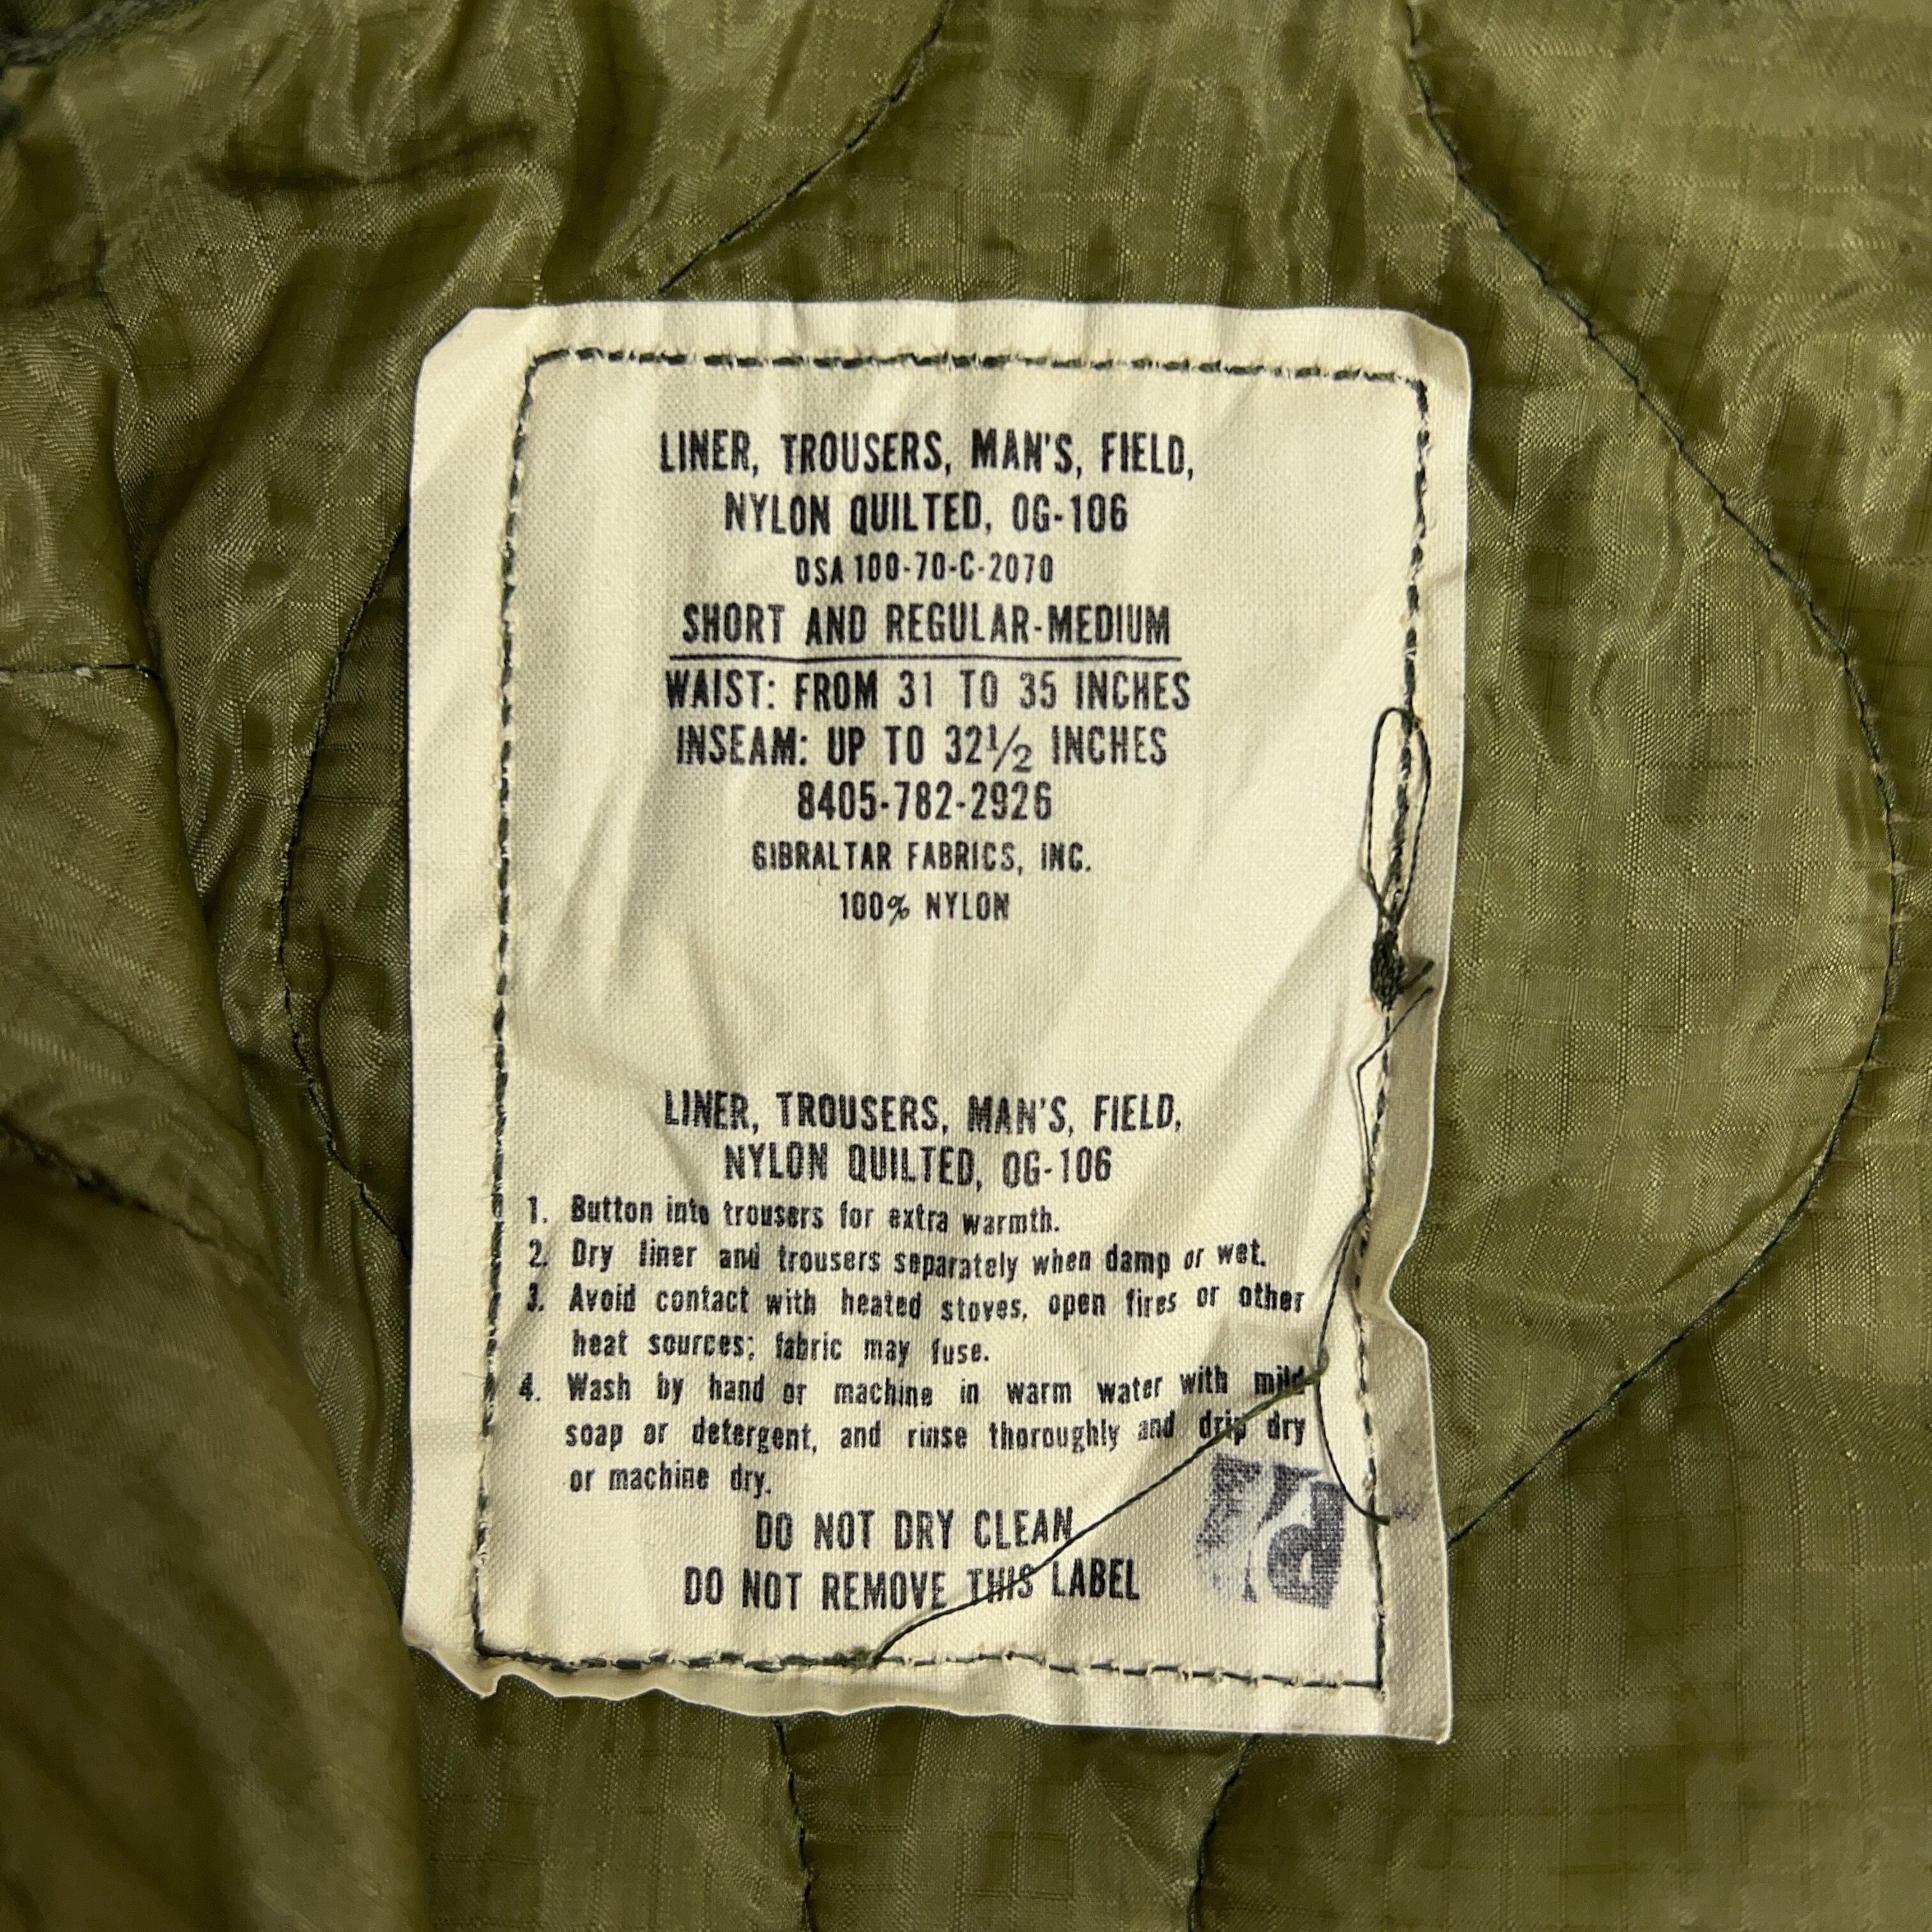 LINER, TROUSERS, MAN'S, FIELD,
NYLON QUILTED, OG-106
DSA 100-70-C-2070
SHORT AND REGULAR-MEDIUM
WAIST: FROM 31 TO 35 INCHES
INSEAM: UP TO 32½ INCHES
8405-782-2926
GIBRALTAR FABRICS, INC.
100% NYLON
LINER, TROUSERS, MAN'S, FIELD,
NYLON QUILTED, OG-106
1. Button into trousers for extra warmth.
2. Dry liner and trousers separately when damp or wet.
3. Avoid contact with heated stoves, open fires or other
heat sources; fabric may fuse.
4. Wash by hand or machine in warm water with mild
soap or detergent, and rinse thoroughly and drip dry
or machine dry.
DO NOT DRY CLEAN
DO NOT REMOVE THIS LABEL